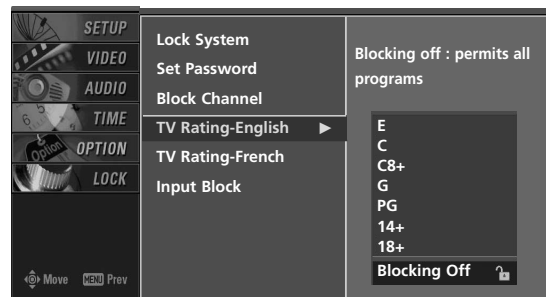 SETUP
VIDEO
AUDIO
TIME
OPTION
LOCK
Move MENU Prev
Lock System
Set Password
Block Channel
TV Rating-English
TV Rating-French
Input Block
Blocking off : permits all
programs
E
C
C8+
G
PG
14+
18+
Blocking Off